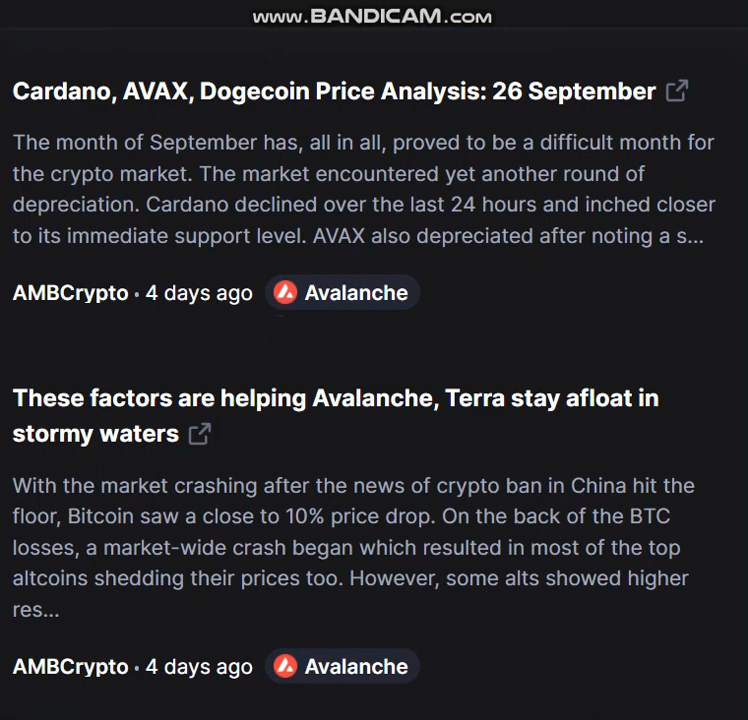 www.BANDICAM.com
Cardano, AVAX, Dogecoin Price Analysis: 26 September
The month of September has, all in all, proved to be a difficult month for
the crypto market. The market encountered yet another round of
depreciation. Cardano declined over the last 24 hours and inched closer
to its immediate support level. AVAX also depreciated after noting a s...
AMBCrypto • 4 days ago Avalanche
These factors are helping Avalanche, Terra stay afloat in
stormy waters
With the market crashing after the news of crypto ban in China hit the
floor, Bitcoin saw a close to 10% price drop. On the back of the BTC
losses, a market-wide crash began which resulted in most of the top
altcoins shedding their prices too. However, some alts showed higher
res...
AMBCrypto • 4 days ago Avalanche